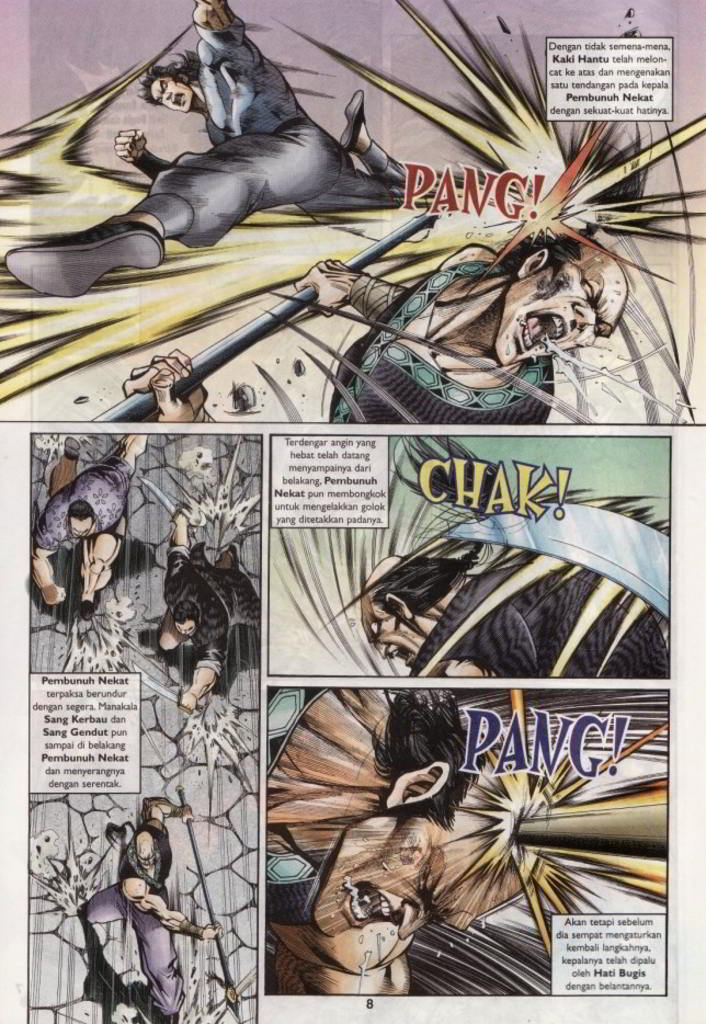 Dengan tidak semena-mena,
Kaki Hantu telah melon-
cat ke atas dan mengenakan
satu tendangan pada kepala
Pembunuh Nekat
dengan sekuat-kuat hatinya.
PANG!
Pembunuh Nekat
terpaksa berundur
dengan segera. Manakala
Sang Kerbau dan
Sang Gendut pun
sampai di belakang
Pembunuh Nekat
dan menyerangnya
dengan serentak.
Terdengar angin yang
hebat telah datang
menyampainya dari
belakang, Pembunuh
Nekat pun membongkok
untuk mengelakkan golok
yang ditetakkan padanya.
CHAK!
PANG!
Akan tetapi sebelum
dia sempat mengaturkan
kembali langkahnya,
kepalanya telah dipalu
oleh Hati Bugis
dengan belantannya.
8